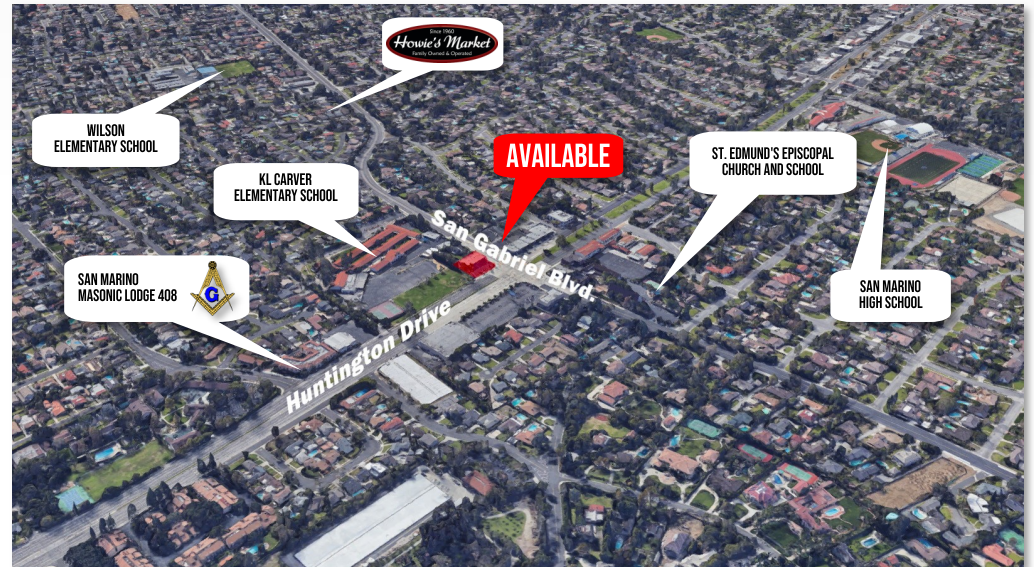 Since 1960
Howie's Market
Family Owned & Operated
WILSON
ELEMENTARY SCHOOL
AVAILABLE
ST. EDMUND'S EPISCOPAL
CHURCH AND SCHOOL
KL CARVER
ELEMENTARY SCHOOL
San Gabriel Blvd.
SAN MARINO
MASONIC LODGE 408
G
SAN MARINO
HIGH SCHOOL
Huntington Drive